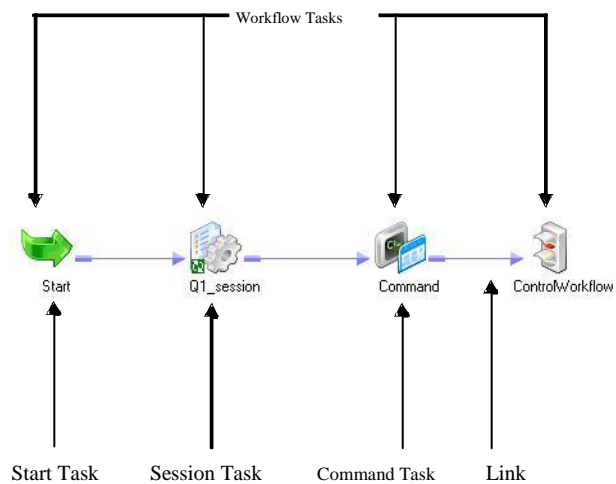 Workflow Tasks
Start
Q1_session
Command
ControlWorkflow
Start Task
Session Task
Command Task
Link